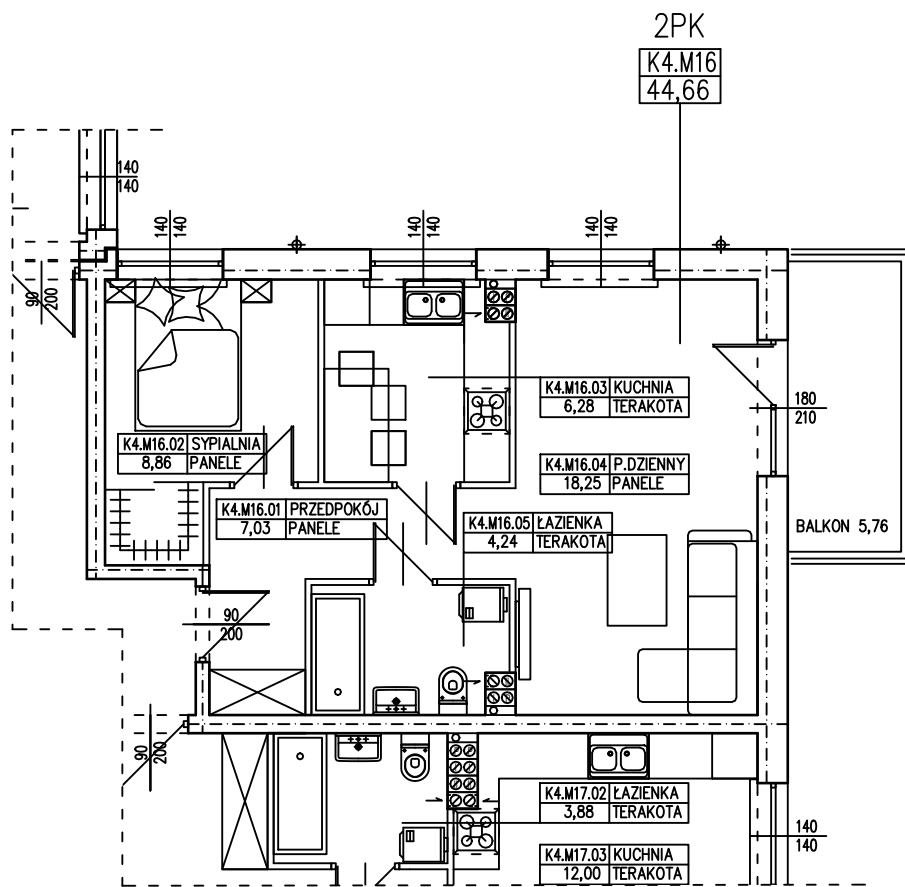 2PK
K4.M16
44,66
140
140
140
140
140
140
140
140
90
200
K4.M16.03 KUCHNIA
6,28 TERAKOTA
180
210
K4.M16.02 SYPIALNIA
8,86 PANELE
K4.M16.04 P.DZIENNY
18,25 PANELE
K4.M16.01 PRZEDPOKÓJ
7,03 PANELE
K4.M16.05 ŁAZIENKA
4,24 TERAKOTA
BALKON 5,76
90
200
90
200
K4.M17.02 ŁAZIENKA
3,88 TERAKOTA
140
140
K4.M17.03 KUCHNIA
12,00 TERAKOTA